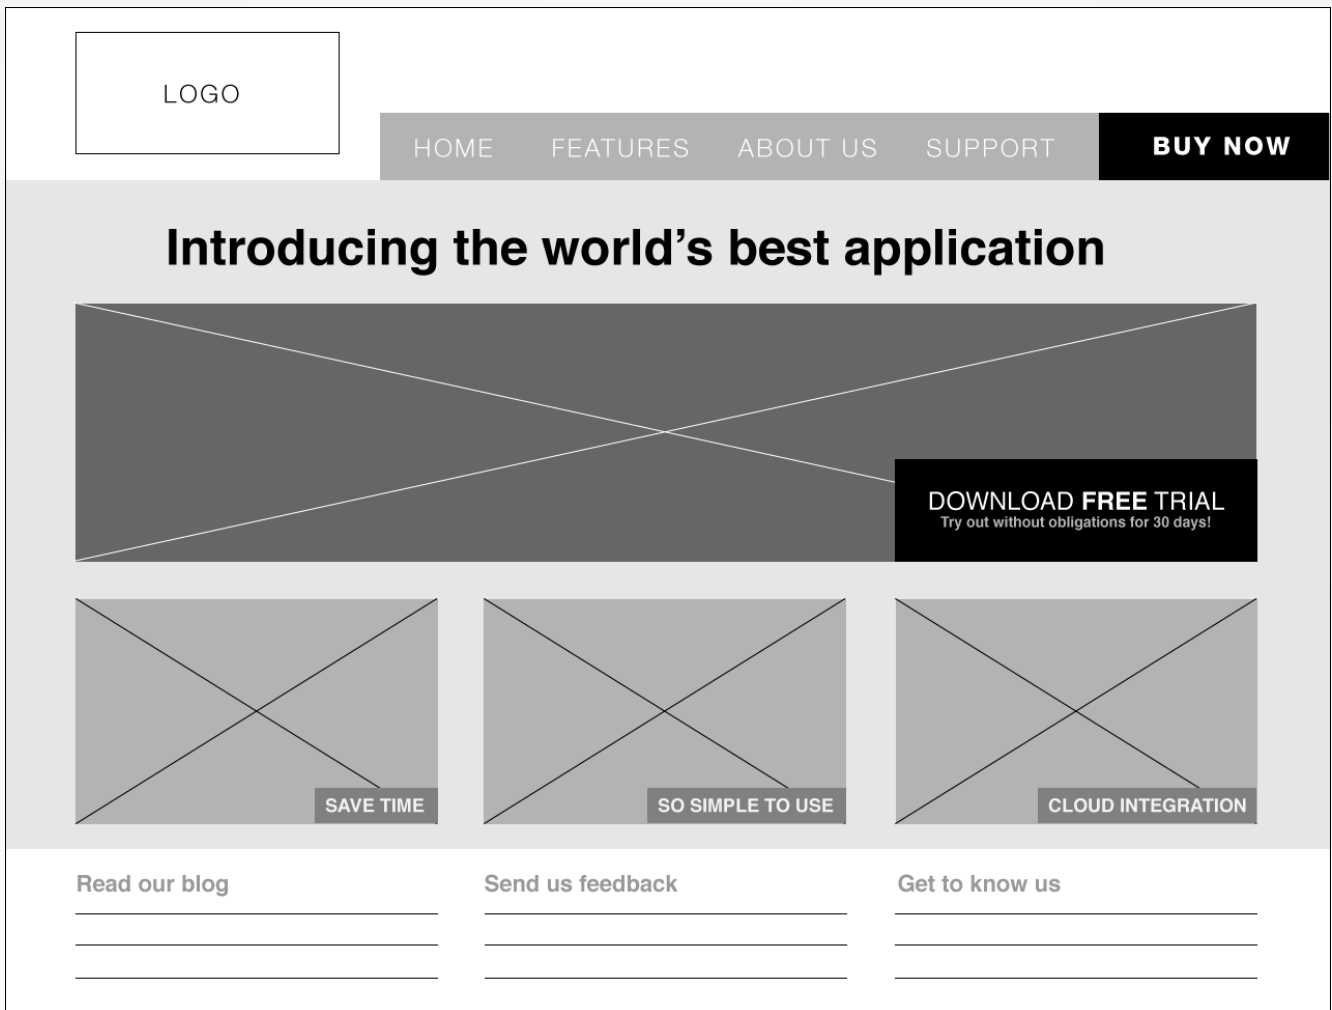 LOGO
HOME FEATURES ABOUT US SUPPORT BUY NOW
Introducing the world’s best application
DOWNLOAD FREE TRIAL
Try out without obligations for 30 days!
SAVE TIME
SO SIMPLE TO USE
CLOUD INTEGRATION
Read our blog
Send us feedback
Get to know us